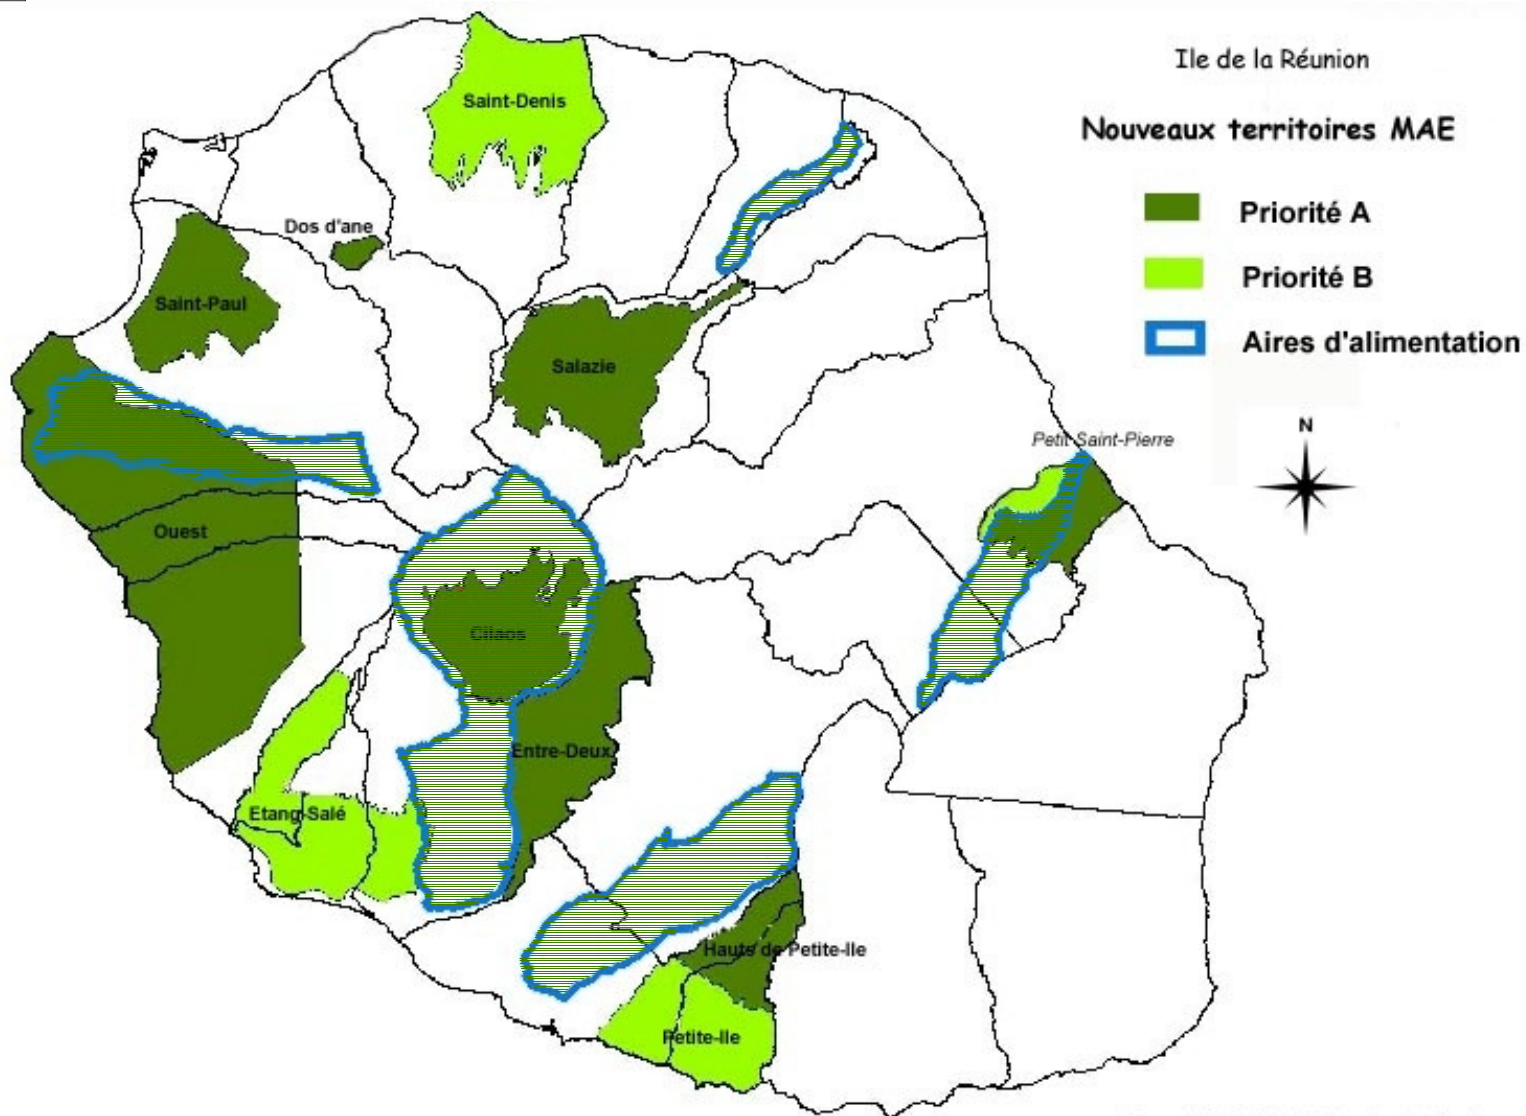 Ile de la Réunion
Nouveaux territoires MAE
Priorité A
Priorité B
Aires d'alimentation
N
Saint-Denis
Dos d'ane
Saint-Paul
Salazie
Petit Saint-Pierre
Ouest
Cilaos
Entre-Deux
Etang-Salé
Hauts de Petite-Ile
Petite-Ile